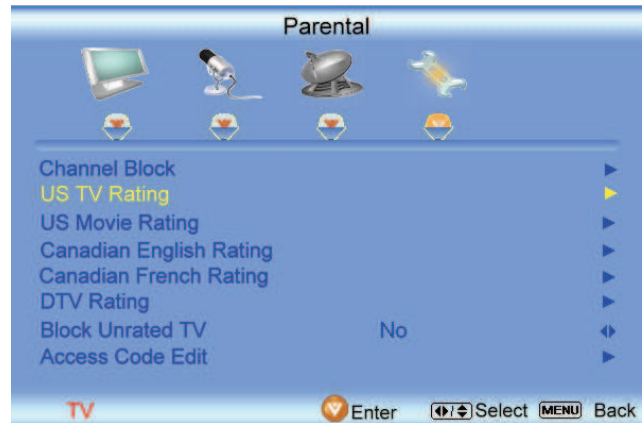 Parental
Channel Block
US TV Rating
US Movie Rating
Canadian English Rating
Canadian French Rating
DTV Rating
Block Unrated TV No
Access Code Edit
TV Enter Select MENU Back